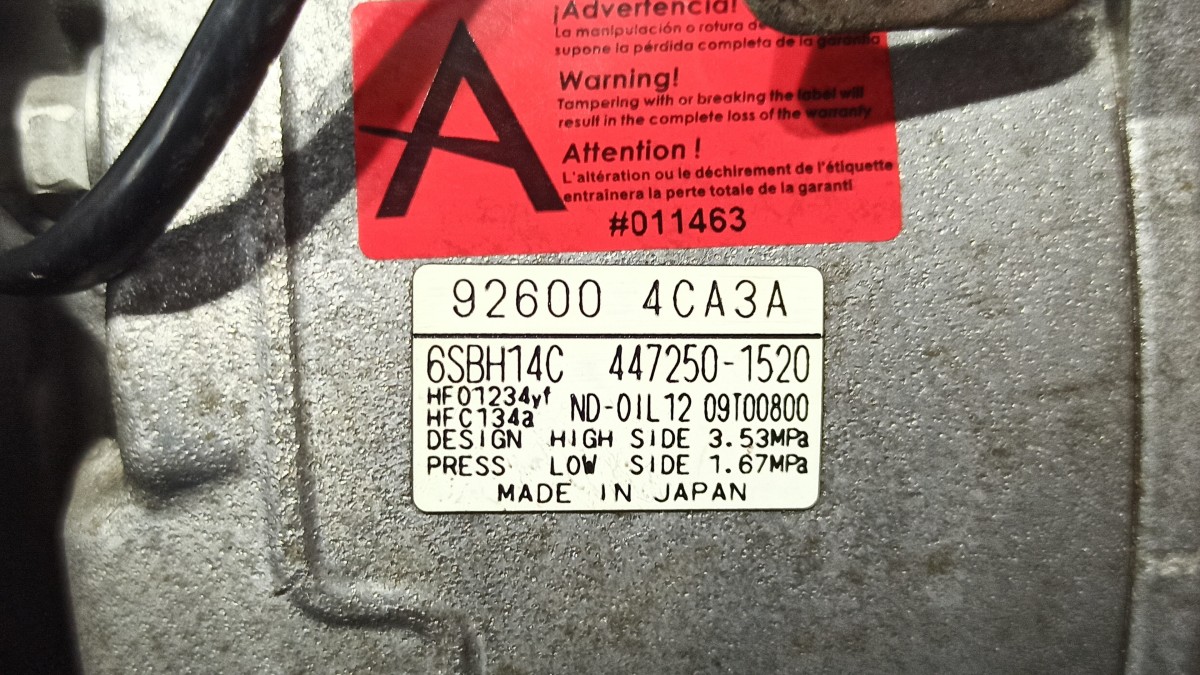 ¡Advertencia!
La manipulación o rotura de
supone la pérdida completa de la garantía
Warning!
Tampering with or breaking the label will
result in the complete loss of the warranty
Attention !
L'altération ou le déchirement de l'étiquette
entraînera la perte totale de la garanti
#011463
92600 4CA3A
6SBH14C 447250-1520
HFO1234yf
HFC134a ND-OIL12 09T00800
DESIGN HIGH SIDE 3.53MPa
PRESS LOW SIDE 1.67MPa
MADE IN JAPAN